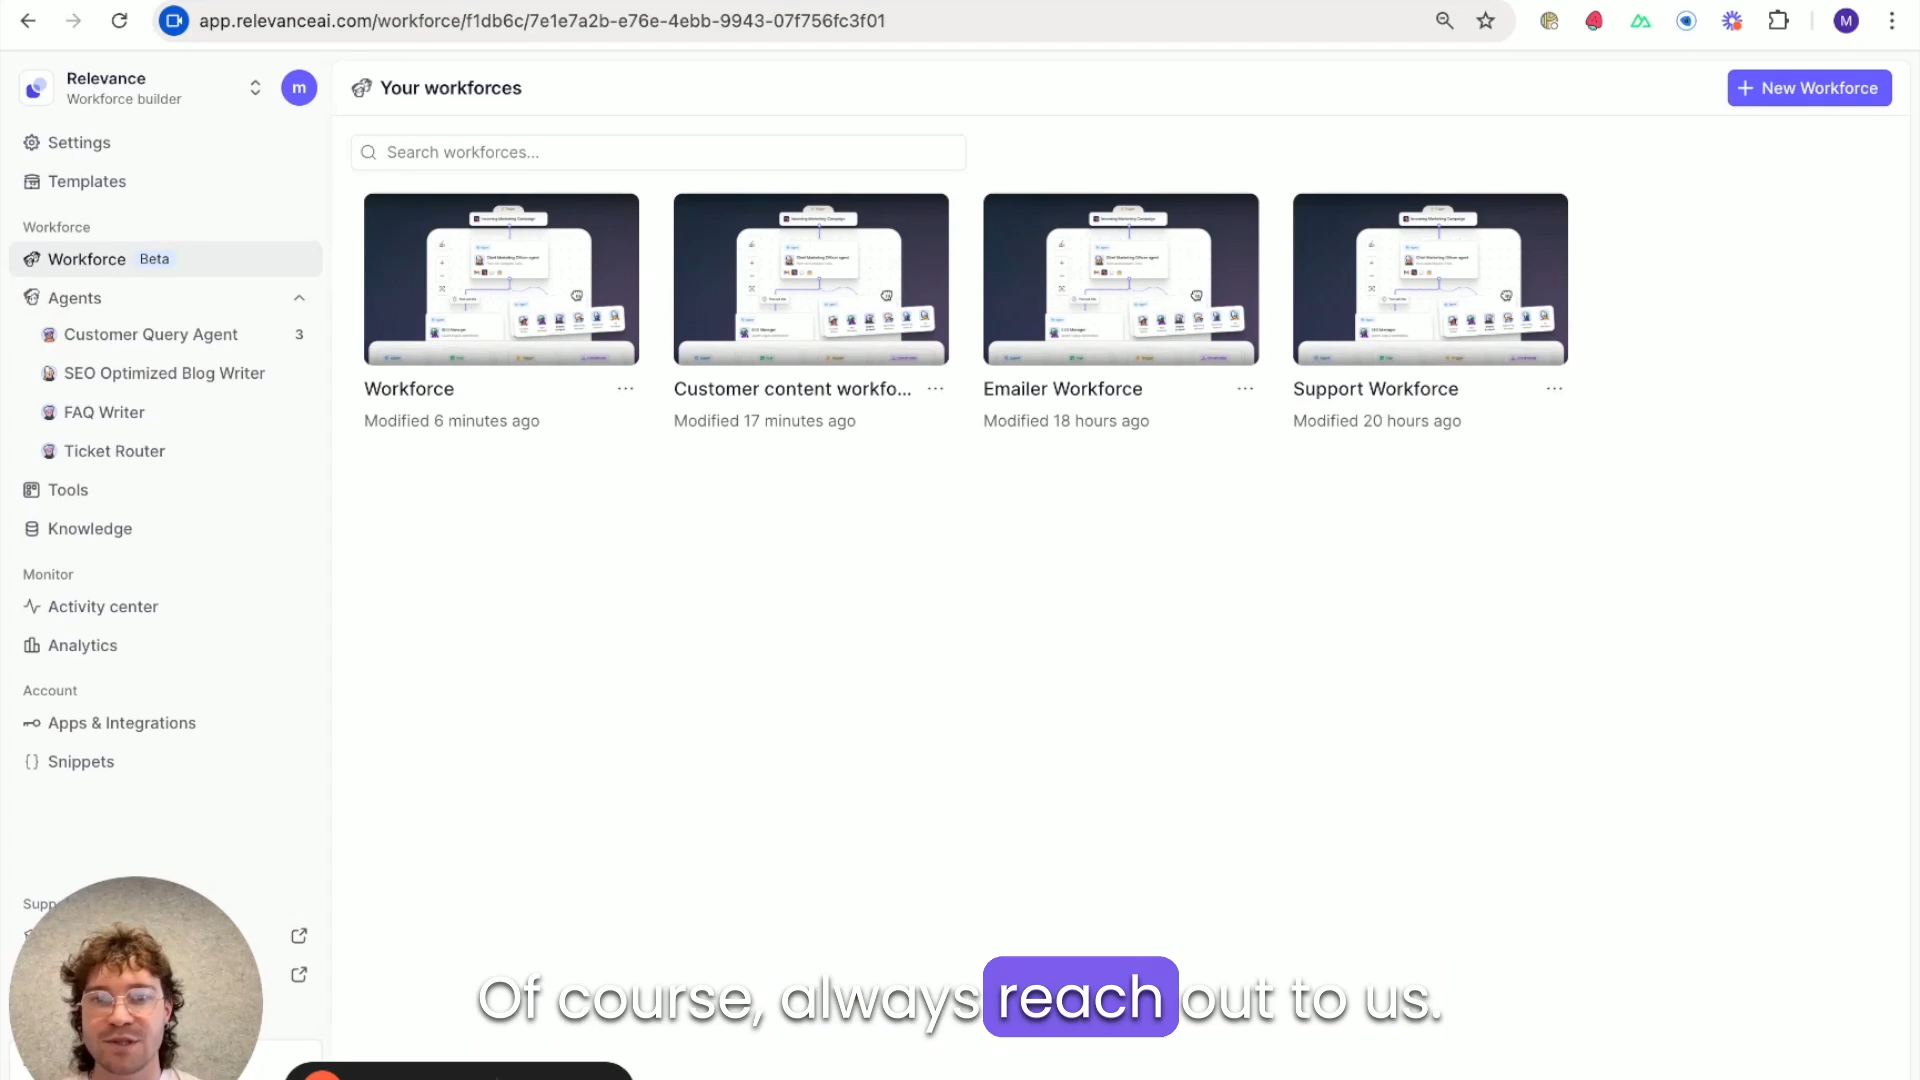 app.relevanceai.com/workforce/f1db6c/7e1e7a2b-e76e-4ebb-9943-07f756fc3f01
M
Relevance
Workforce builder
m
Settings
Templates
Workforce
Workforce Beta
Agents
Customer Query Agent 3
SEO Optimized Blog Writer
FAQ Writer
Ticket Router
Tools
Knowledge
Monitor
Activity center
Analytics
Account
Apps & Integrations
Snippets
Supp
Your workforces
+ New Workforce
Search workforces...
Workforce ...
Modified 6 minutes ago
Customer content workfo... ...
Modified 17 minutes ago
Emailer Workforce ...
Modified 18 hours ago
Support Workforce ...
Modified 20 hours ago
Of course, always reach out to us.